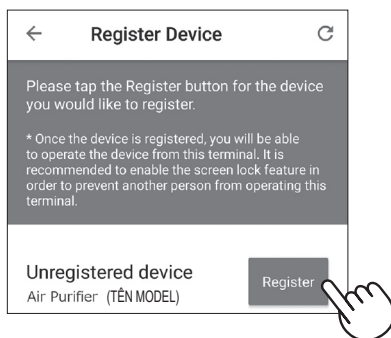 Register Device
Please tap the Register button for the device
you would like to register.
* Once the device is registered, you will be able
to operate the device from this terminal. It is
recommended to enable the screen lock feature in
order to prevent another person from operating this
terminal.
Unregistered device
Register
Air Purifier (TÊN MODEL)